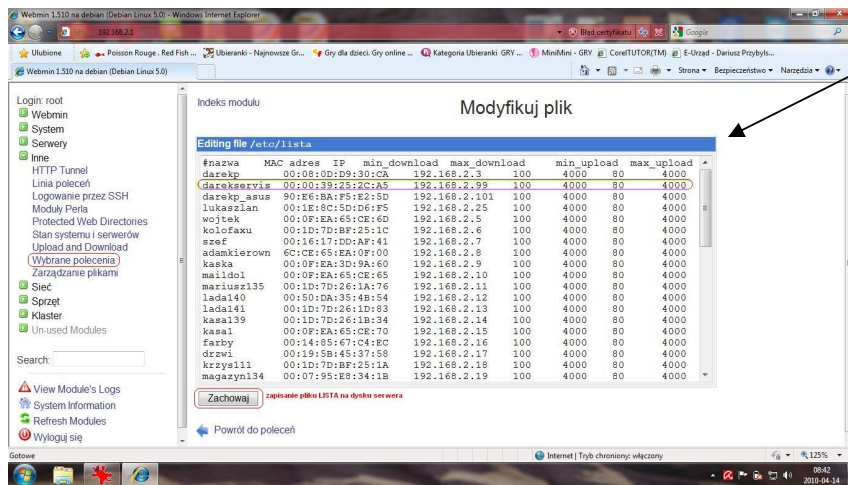 Webmin 1.510 na debian (Debian Linux 5.0) - Windows Internet Explorer
192.168.2.1 Błąd certyfikatu Google
Ulubione Poisson Rouge . Red Fish ... Ubieranki - Najnowsze Gr... Gry dla dzieci. Gry online ... Kategoria Ubieranki GRY ... MiniMini - GRY CorelTUTOR(TM) E-Urząd - Dariusz Przybyls...
Webmin 1.510 na debian (Debian Linux 5.0) Strona Bezpieczeństwo Narzędzia
Login: root
Webmin
System
Serwery
Inne
HTTP Tunnel
Linia poleceń
Logowanie przez SSH
Moduły Perla
Protected Web Directories
Stan systemu i serwerów
Upload and Download
Wybrane polecenia
Zarządzanie plikami
Sieć
Sprzęt
Klaster
Un-used Modules
Search:
View Module's Logs
System Information
Refresh Modules
Wyloguj się
Indeks modułu
Modyfikuj plik
Editing file /etc/lista
#nazwa MAC adres IP min_download max_download min_upload max_upload
darekp 00:08:0D:D9:30:CA 192.168.2.3 100 4000 80 4000
darekservis 00:00:39:25:2C:A5 192.168.2.99 100 4000 80 4000
darekp_asus 90:E6:BA:F5:E2:5D 192.168.2.101 100 4000 80 4000
lukaszlan 00:1E:8C:5D:D6:F5 192.168.2.25 100 4000 80 4000
wojtek 00:0F:EA:65:CE:6D 192.168.2.5 100 4000 80 4000
kolofaxu 00:1D:7D:BF:25:1C 192.168.2.6 100 4000 80 4000
szef 00:16:17:DD:AF:41 192.168.2.7 100 4000 80 4000
adamkierown 6C:CE:65:EA:0F:00 192.168.2.8 100 4000 80 4000
kaska 00:0F:EA:3D:9A:60 192.168.2.9 100 4000 80 4000
maildol 00:0F:EA:65:CE:65 192.168.2.10 100 4000 80 4000
mariusz135 00:1D:7D:26:1A:76 192.168.2.11 100 4000 80 4000
lada140 00:50:DA:35:4B:54 192.168.2.12 100 4000 80 4000
lada141 00:1D:7D:26:1D:83 192.168.2.13 100 4000 80 4000
kasa139 00:1D:7D:26:1B:34 192.168.2.14 100 4000 80 4000
kasa1 00:0F:EA:65:CE:70 192.168.2.15 100 4000 80 4000
farby 00:14:85:67:C4:EC 192.168.2.16 100 4000 80 4000
drzwi 00:19:5B:45:37:58 192.168.2.17 100 4000 80 4000
krzys111 00:1D:7D:BF:25:1A 192.168.2.18 100 4000 80 4000
magazyn134 00:07:95:E8:34:1B 192.168.2.19 100 4000 80 4000
Zachowaj zapisanie pliku LISTA na dysku serwera
Powrót do poleceń
Gotowe Internet | Tryb chroniony: włączony 125%
08:42
2010-04-14